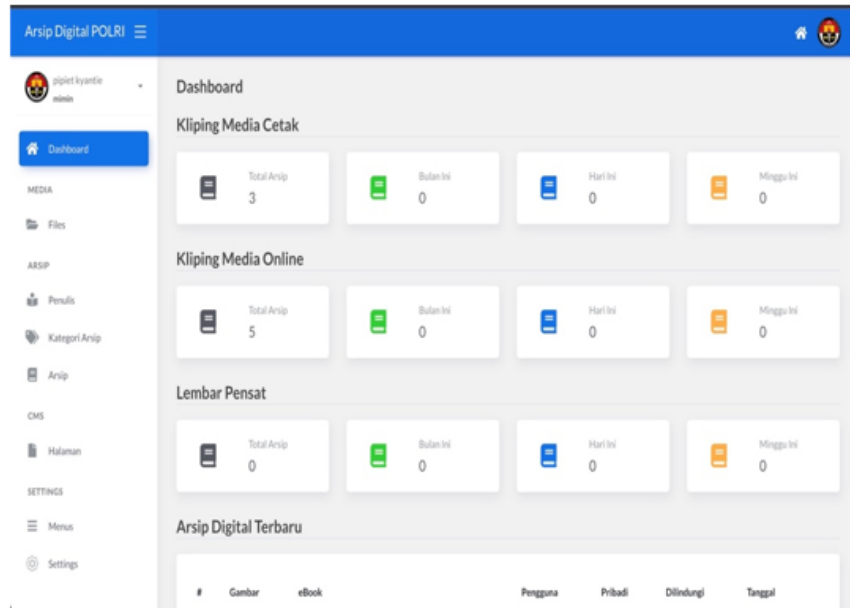 Arsip Digital POLRI
pipiet kyantie
mimin
Dashboard
MEDIA
Files
ARSIP
Penulis
Kategori Arsip
Arsip
CMS
Halaman
SETTINGS
Menus
Settings
Dashboard
Kliping Media Cetak
Total Arsip
3
Bulan Ini
0
Hari Ini
0
Minggu Ini
0
Kliping Media Online
Total Arsip
5
Bulan Ini
0
Hari Ini
0
Minggu Ini
0
Lembar Pensat
Total Arsip
0
Bulan Ini
0
Hari Ini
0
Minggu Ini
0
Arsip Digital Terbaru
# Gambar eBook Pengguna Pribadi Dilindungi Tanggal